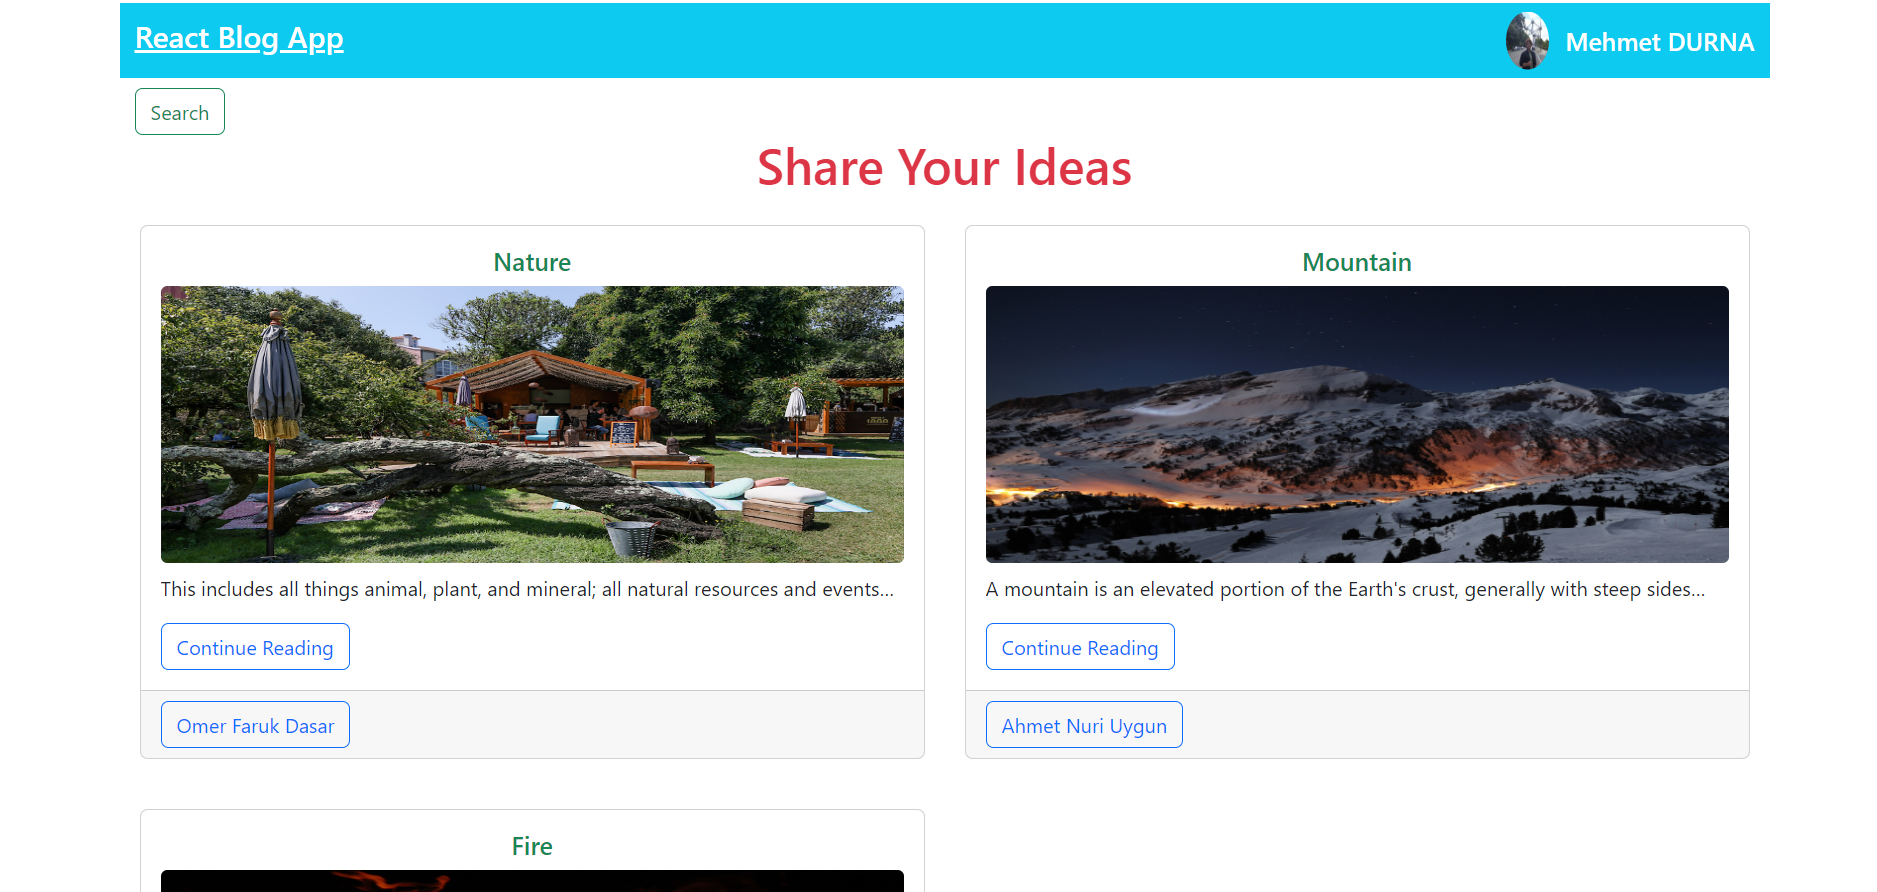 React Blog App
Mehmet DURNA
Search
Share Your Ideas
Nature
This includes all things animal, plant, and mineral; all natural resources and events...
Continue Reading
Omer Faruk Dasar
Mountain
A mountain is an elevated portion of the Earth's crust, generally with steep sides...
Continue Reading
Ahmet Nuri Uygun
Fire